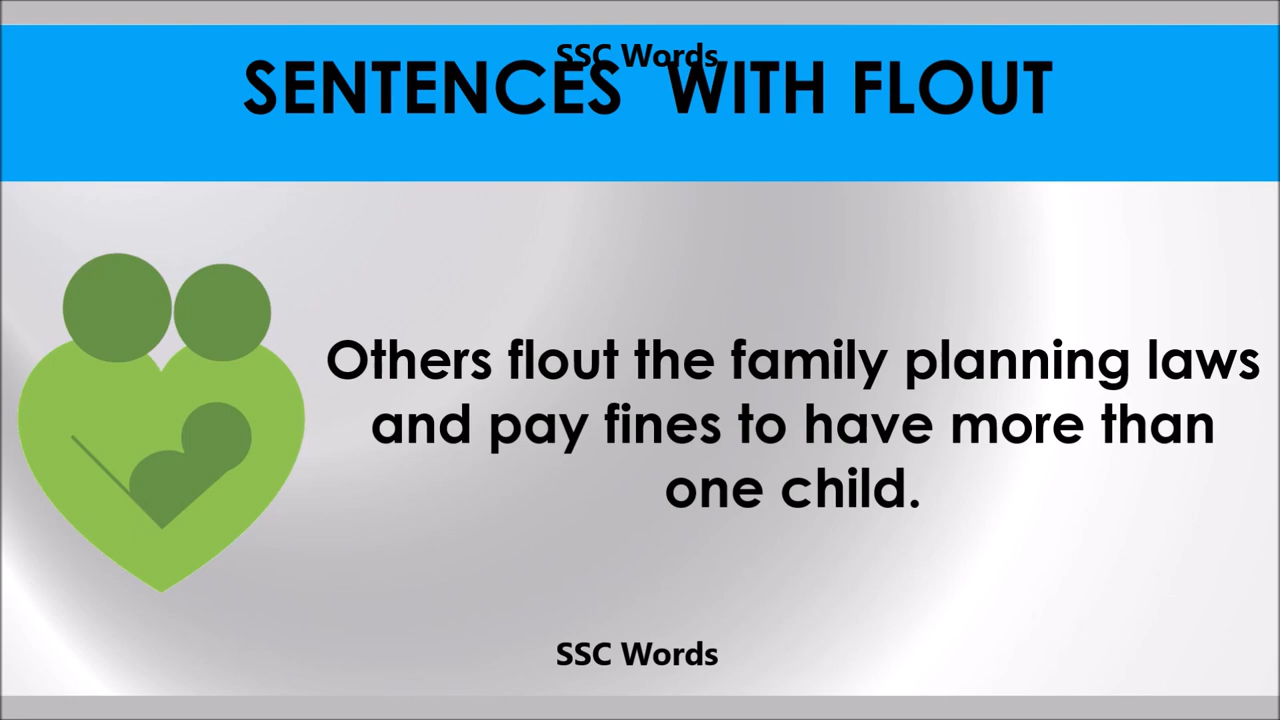 SSC Words
SENTENCES WITH FLOUT
Others flout the family planning laws
and pay fines to have more than
one child.
SSC Words